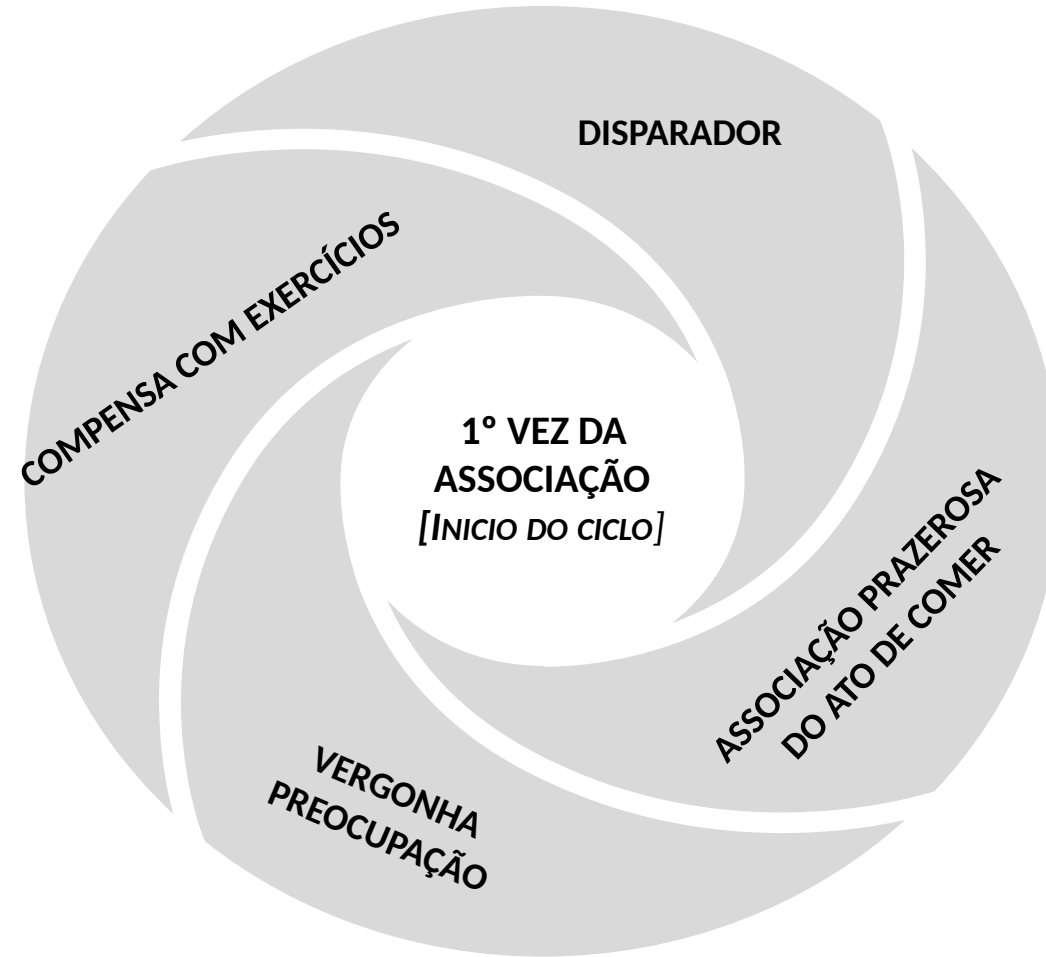 DISPARADOR
COMPENSA COM EXERCÍCIOS
1º VEZ DA
ASSOCIAÇÃO
[INICIO DO CICLO]
ASSOCIAÇÃO PRAZEROSA
DO ATO DE COMER
VERGONHA
PREOCUPAÇÃO